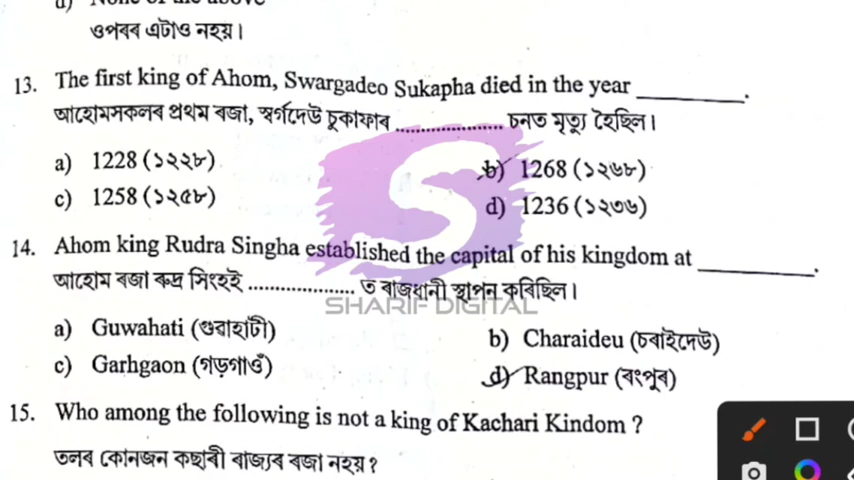 d) None of the above
ওপৰৰ এটাও নহয়।
13. The first king of Ahom, Swargadeo Sukapha died in the year ________.
আহোমসকলৰ প্ৰথম ৰজা, স্বৰ্গদেউ চুকাফাৰ ..................... চনত মৃত্যু হৈছিল।
a) 1228 (১২২৮)
b) 1268 (১২৬৮)
c) 1258 (১২৫৮)
d) 1236 (১২৩৬)
14. Ahom king Rudra Singha established the capital of his kingdom at ________.
আহোম ৰজা ৰুদ্ৰ সিংহই ..................... ত ৰাজধানী স্থাপন কৰিছিল।
SHARIF DIGITAL
a) Guwahati (গুৱাহাটী)
b) Charaideu (চৰাইদেউ)
c) Garhgaon (গড়গাওঁ)
d) Rangpur (ৰংপুৰ)
15. Who among the following is not a king of Kachari Kindom ?
তলৰ কোনজন কছাৰী ৰাজ্যৰ ৰজা নহয় ?